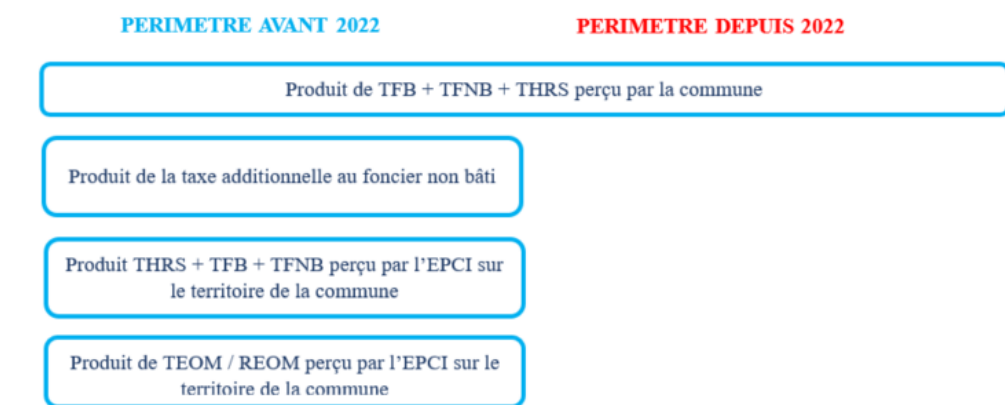 PERIMETRE AVANT 2022
PERIMETRE DEPUIS 2022
Produit de TFB + TFNB + THRS perçu par la commune
Produit de la taxe additionnelle au foncier non bâti
Produit THRS + TFB + TFNB perçu par l'EPCI sur
le territoire de la commune
Produit de TEOM / REOM perçu par l'EPCI sur le
territoire de la commune